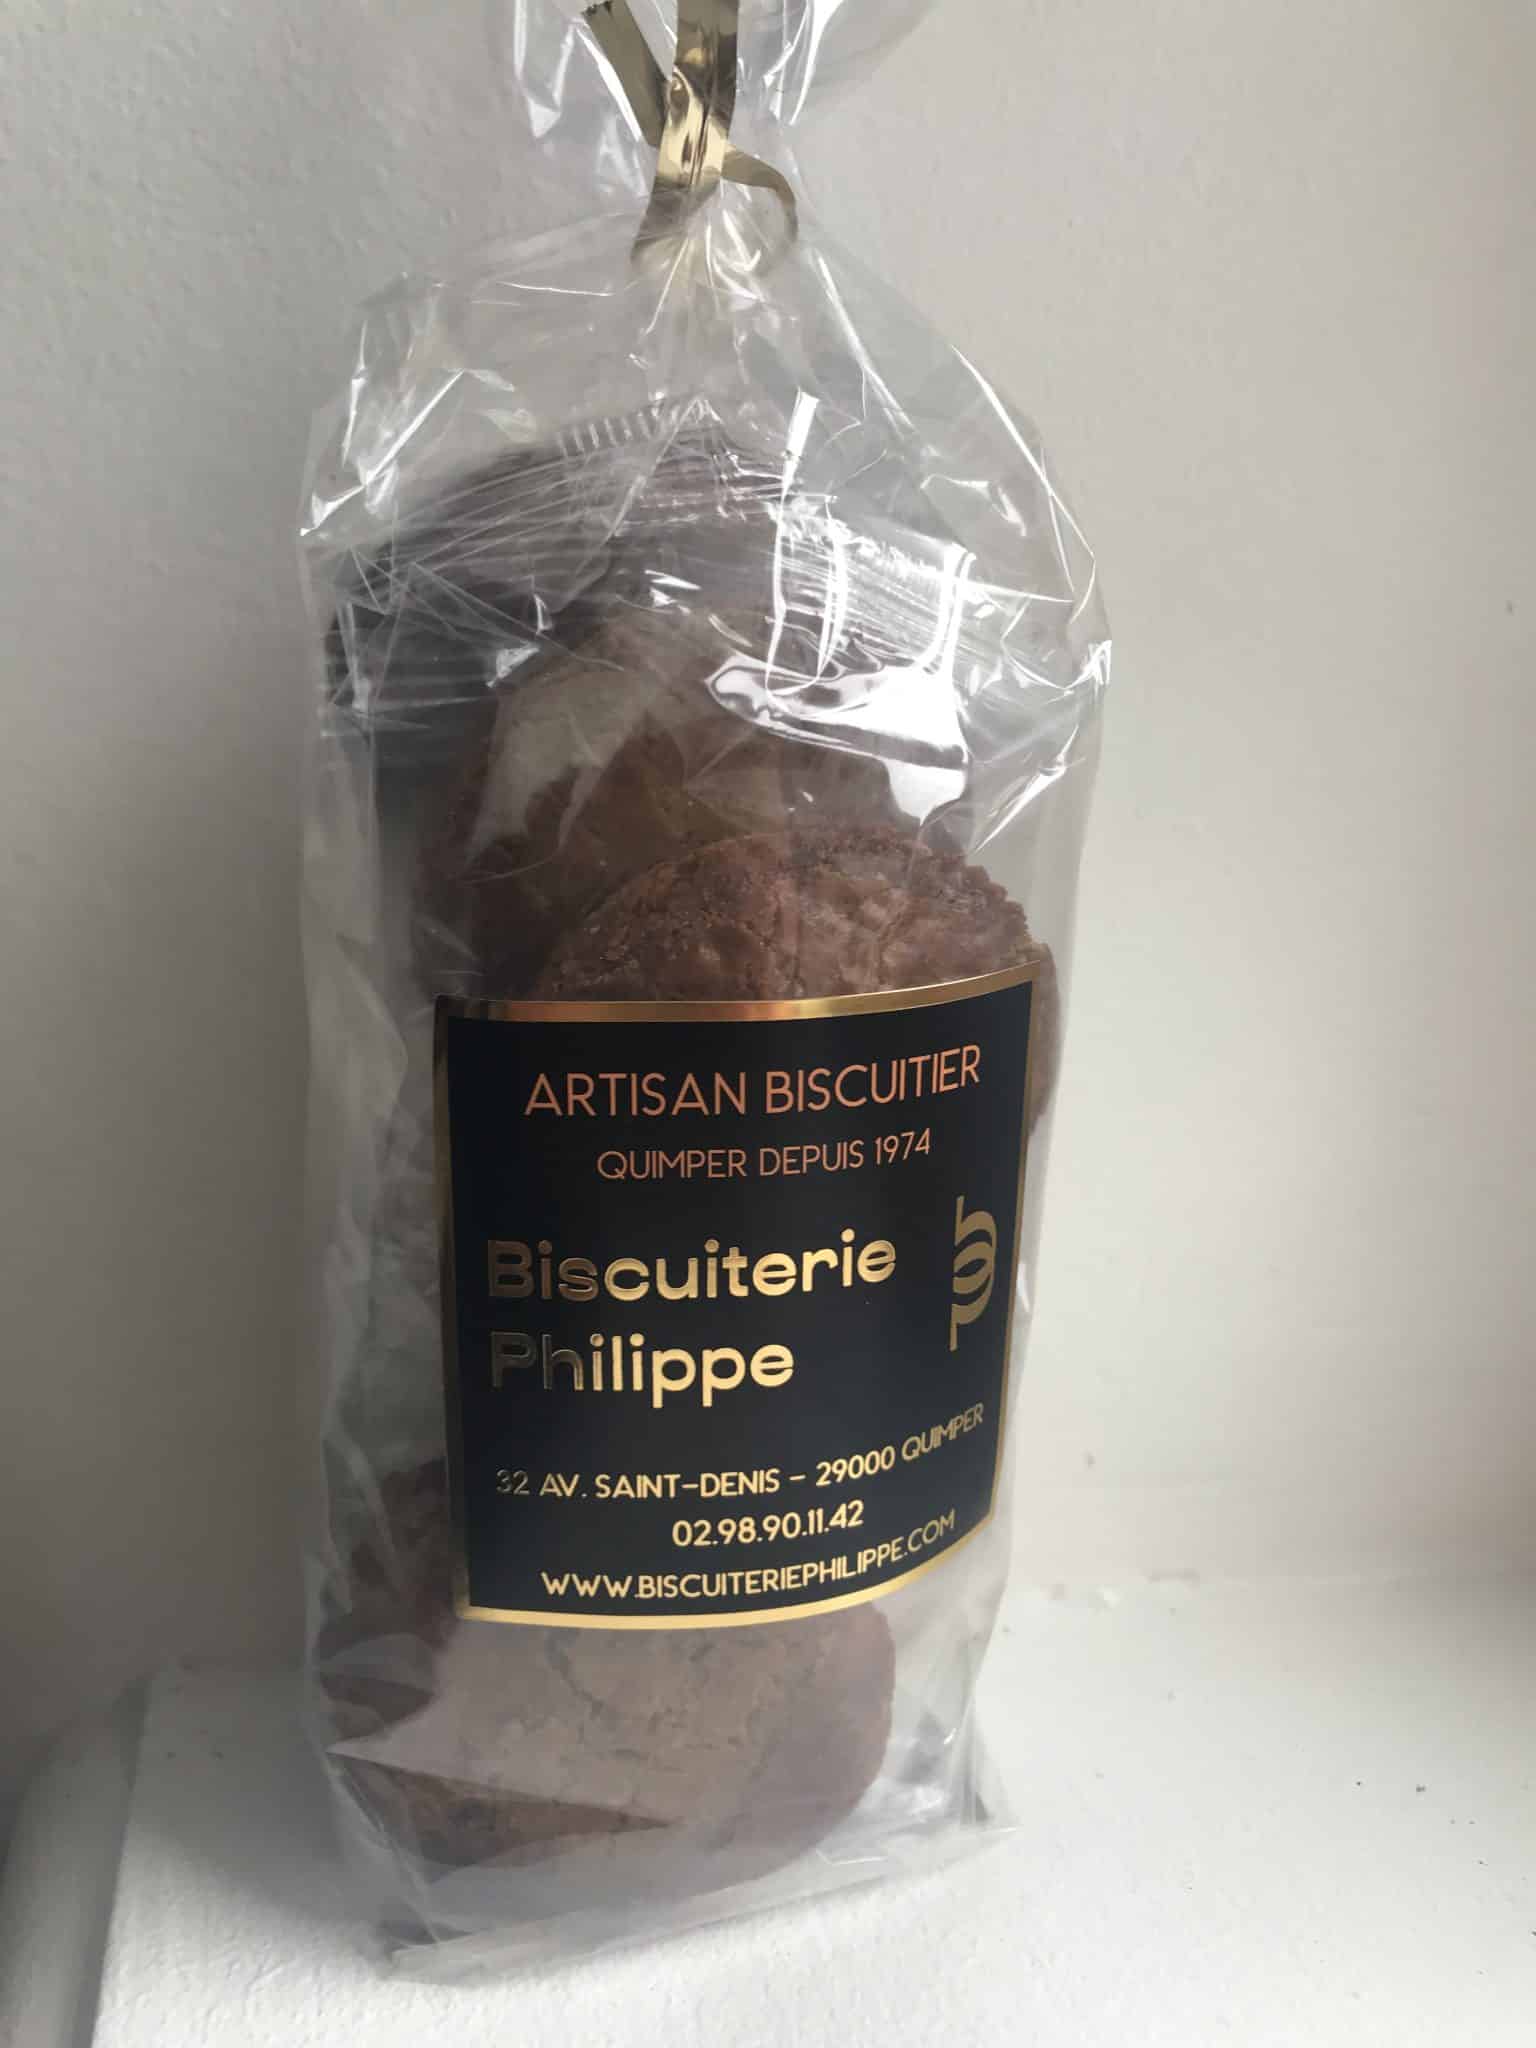 ARTISAN BISCUITIER
QUIMPER DEPUIS 1974
Biscuiterie
Philippe
32 AV. SAINT-DENIS - 29000 QUIMPER
02.98.90.11.42
WWW.BISCUITERIEPHILIPPE.COM